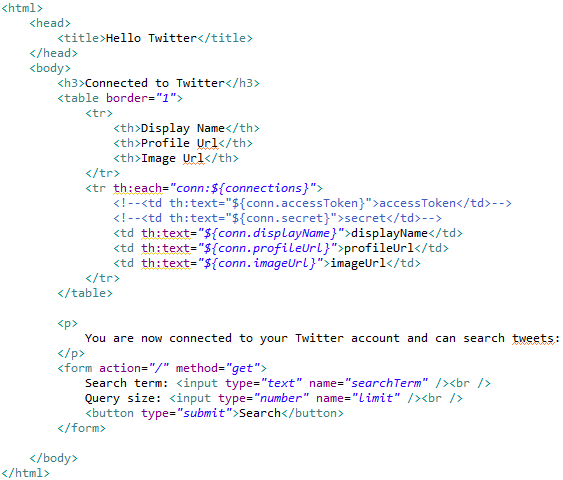 <html>
    <head>
        <title>Hello Twitter</title>
    </head>
    <body>
        <h3>Connected to Twitter</h3>
        <table border="1">
            <tr>
                <th>Display Name</th>
                <th>Profile Url</th>
                <th>Image Url</th>
            </tr>
            <tr th:each="conn:${connections}">
                <!--<td th:text="${conn.accessToken}">accessToken</td>-->
                <!--<td th:text="${conn.secret}">secret</td>-->
                <td th:text="${conn.displayName}">displayName</td>
                <td th:text="${conn.profileUrl}">profileUrl</td>
                <td th:text="${conn.imageUrl}">imageUrl</td>
            </tr>
        </table>

        <p>
            You are now connected to your Twitter account and can search tweets:
        </p>
        <form action="/" method="get">
            Search term: <input type="text" name="searchTerm" /><br />
            Query size: <input type="number" name="limit" /><br />
            <button type="submit">Search</button>
        </form>

    </body>
</html>